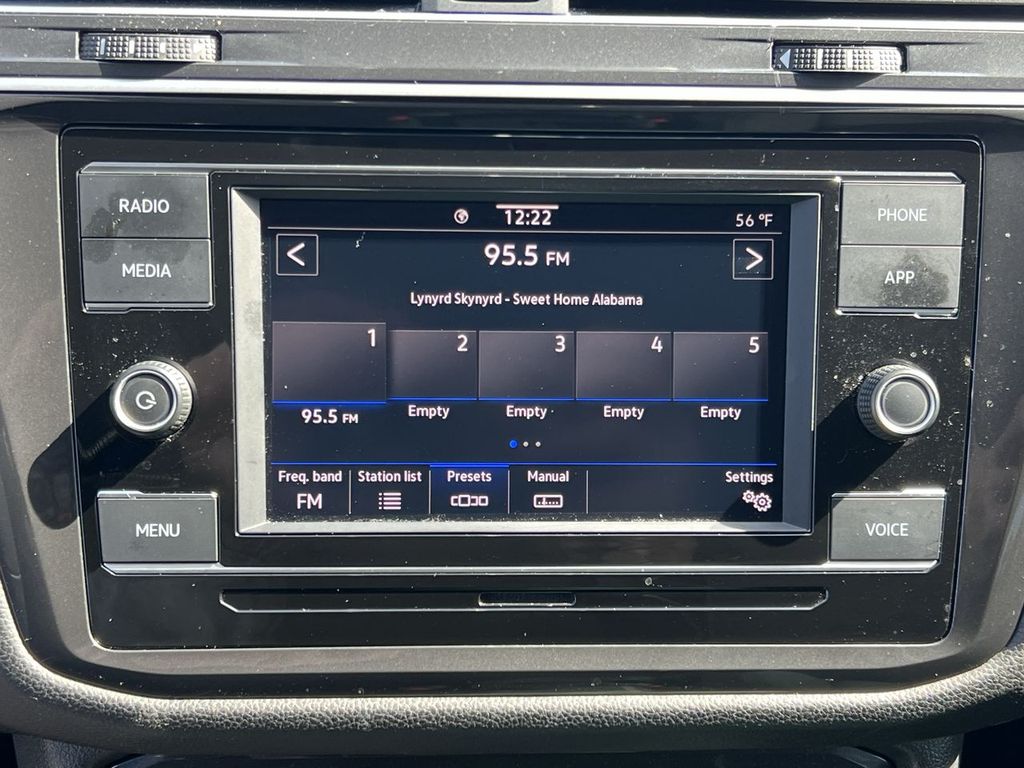 RADIO
MEDIA
MENU
12:22
56 °F
<
95.5 FM
>
Lynyrd Skynyrd - Sweet Home Alabama
1
2
3
4
5
95.5 FM
Empty
Empty
Empty
Empty
Freq. band
FM
Station list
Presets
Manual
Settings
PHONE
APP
VOICE